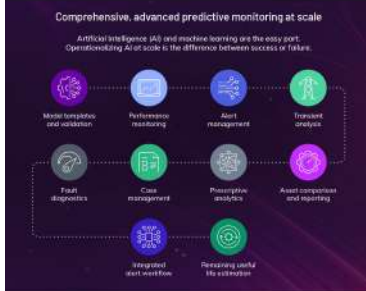 Comprehensive, advanced predictive monitoring at scale
Artificial Intelligence (AI) and machine learning are the easy part.
Operationalizing AI at scale is the difference between success or failure.
Model templates
and validation
Performance
monitoring
Alert
management
Transient
analysis
Fault
diagnostics
Case
management
Prescriptive
analytics
Asset comparison
and reporting
Integrated
alert workflow
Remaining useful
life estimation